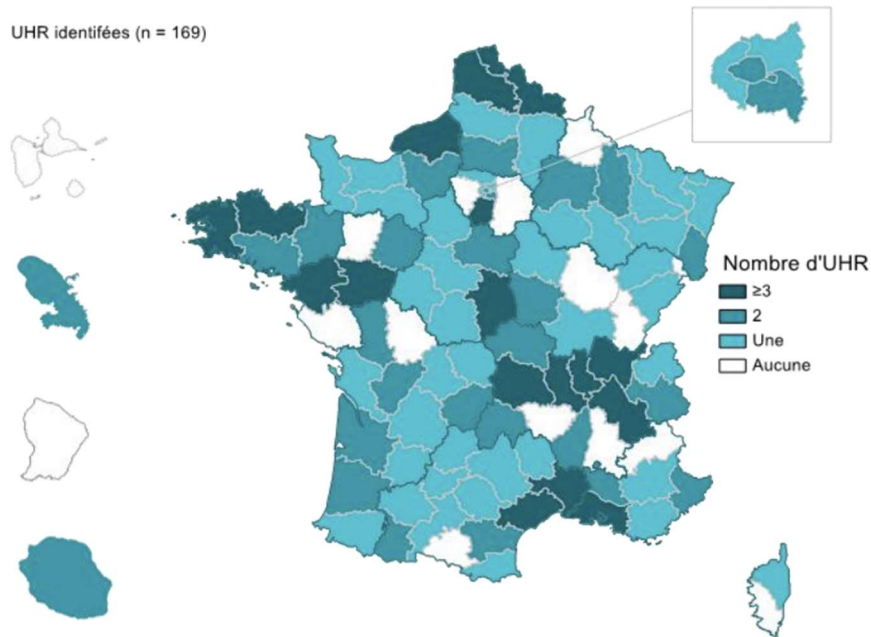 UHR identifées (n = 169)
Nombre d'UHR
≥3
2
Une
Aucune